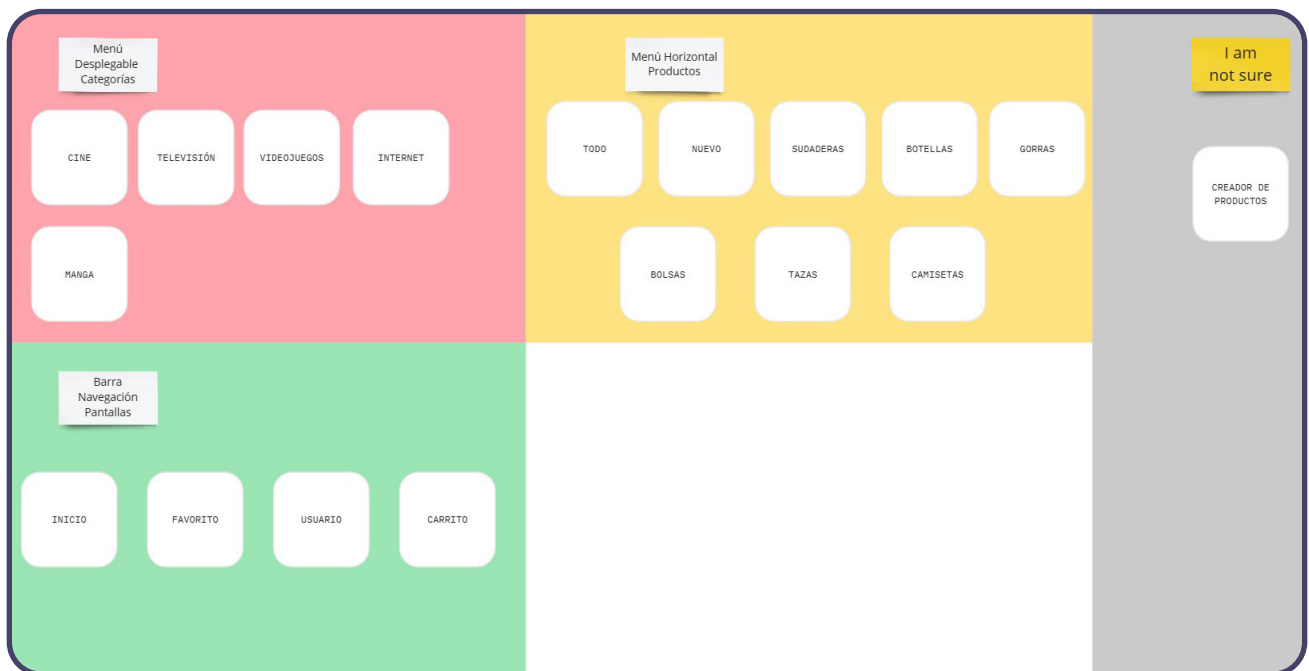 Menú
Desplegable
Categorías
CINE
TELEVISIÓN
VIDEOJUEGOS
INTERNET
MANGA
Menú Horizontal
Productos
TODO
NUEVO
SUDADERAS
BOTELLAS
GORRAS
BOLSAS
TAZAS
CAMISETAS
I am
not sure
CREADOR DE
PRODUCTOS
Barra
Navegación
Pantallas
INICIO
FAVORITO
USUARIO
CARRITO